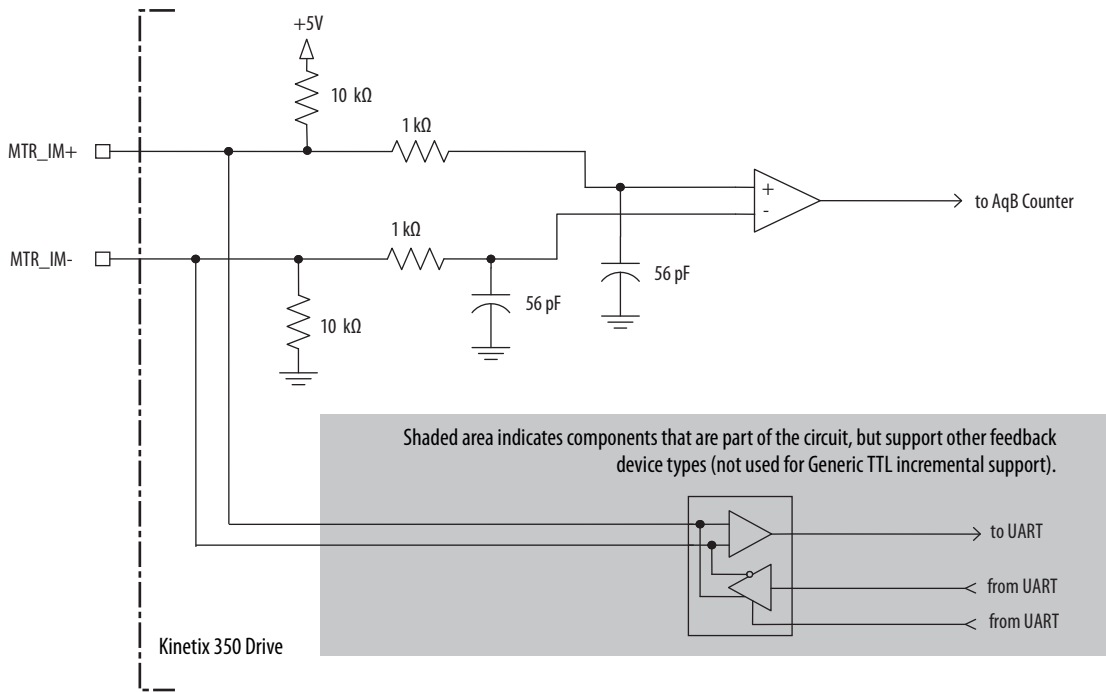 +5V
10 kΩ
1 kΩ
MTR_IM+
+
-
to AqB Counter
1 kΩ
MTR_IM-
56 pF
56 pF
10 kΩ
Shaded area indicates components that are part of the circuit, but support other feedback
device types (not used for Generic TTL incremental support).
to UART
from UART
from UART
Kinetix 350 Drive